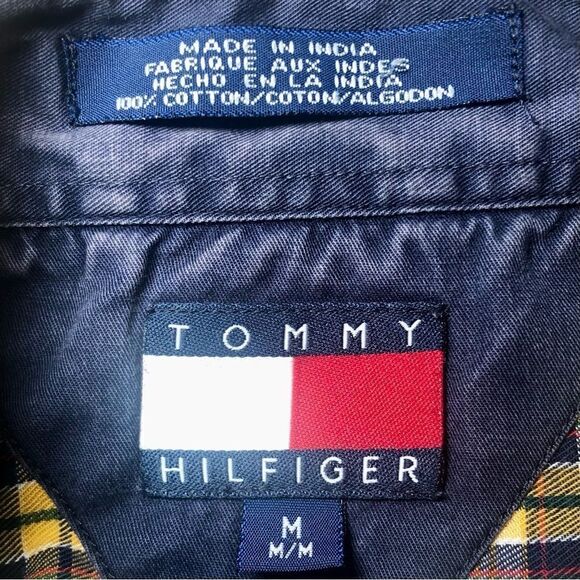 MADE IN INDIA
FABRIQUE AUX INDES
HECHO EN LA INDIA
100% COTTON/COTON/ALGODON
TOMMY
HILFIGER
M
M/M